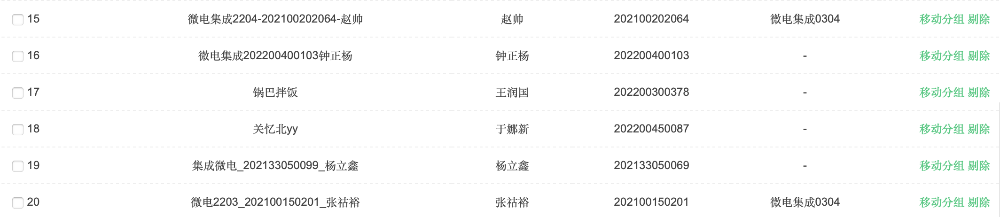 15 微电集成2204-202100202064-赵帅 赵帅 202100202064 微电集成0304 移动分组 剔除
16 微电集成202200400103钟正杨 钟正杨 202200400103 - 移动分组 剔除
17 锅巴拌饭 王润国 202200300378 - 移动分组 剔除
18 关忆北yy 于娜新 202200450087 - 移动分组 剔除
19 集成微电_202133050099_杨立鑫 杨立鑫 202133050069 - 移动分组 剔除
20 微电2203_202100150201_张祜裕 张祜裕 202100150201 微电集成0304 移动分组 剔除